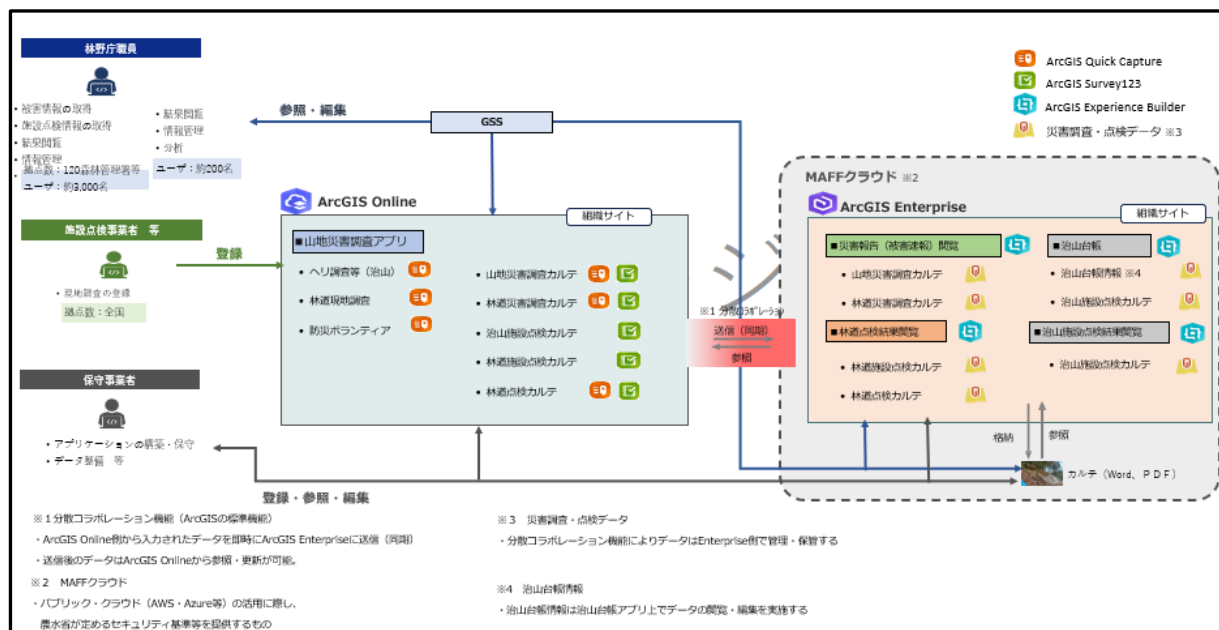 林野庁職員
・被害情報の取得
・施設点検情報の取得
・結果閲覧
・情報管理
・
拠点数：120森林管理署等
ユーザ：約3,000名
・結果閲覧
・情報管理
・分析
ユーザ：約200名
参照・編集
GSS
ArcGIS Quick Capture
ArcGIS Survey123
ArcGIS Experience Builder
災害調査・点検データ ※3
施設点検事業者　等
・現地調査の登録
拠点数：全国
登録
保守事業者
・アプリケーションの構築・保守
・データ整備　等
登録・参照・編集
ArcGIS Online
組織サイト
■山地災害調査アプリ
・ヘリ調査等（治山）
・林道現地調査
・防災ボランティア
・山地災害調査カルテ
・林道災害調査カルテ
・治山施設点検カルテ
・林道施設点検カルテ
・林道点検カルテ
ジ
※1 分散コラボレーション
送信（同期）
参照
MAFFクラウド ※2
ArcGIS Enterprise
組織サイト
■災害報告（被害速報）閲覧
・山地災害調査カルテ
・林道災害調査カルテ
■林道点検結果閲覧
・林道施設点検カルテ
・林道点検カルテ
■治山台帳
・治山台帳情報 ※4
・治山施設点検カルテ
■治山施設点検結果閲覧
・治山施設点検カルテ
格納
参照
カルテ（Word、ＰＤＦ）
※１分散コラボレーション機能（ArcGISの標準機能）
・ArcGIS Online側から入力されたデータを即時にArcGIS Enterpriseに送信（同期）
・送信後のデータはArcGIS Onlineから参照・更新が可能。
※２　MAFFクラウド
・パブリック・クラウド（AWS・Azure等）の活用に際し、
農水省が定めるセキュリティ基準等を提供するもの
※３　災害調査・点検データ
・分散コラボレーション機能によりデータはEnterprise側で管理・保管する
※4　治山台帳情報
・治山台帳情報は治山台帳アプリ上でデータの閲覧・編集を実施する